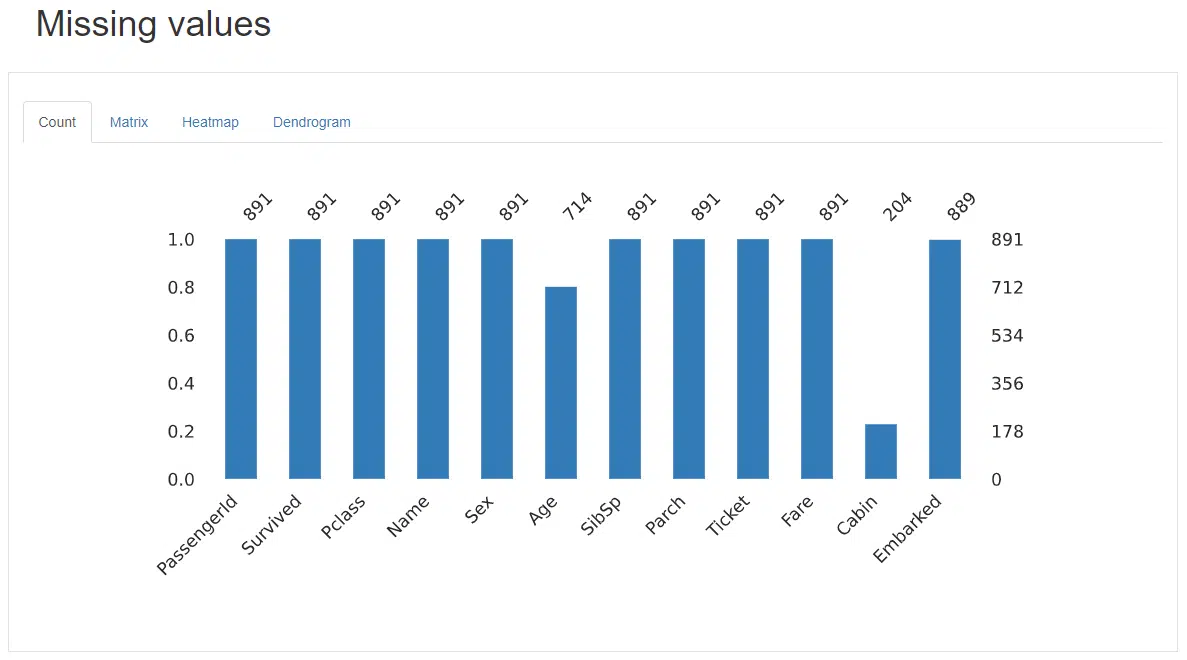 Missing values
Count Matrix Heatmap Dendrogram
891 891 891 891 891 714 891 891 891 891 204 889
1.0 891
0.8 712
0.6 534
0.4 356
0.2 178
0.0 0
PassengerId Survived Pclass Name Sex Age SibSp Parch Ticket Fare Cabin Embarked